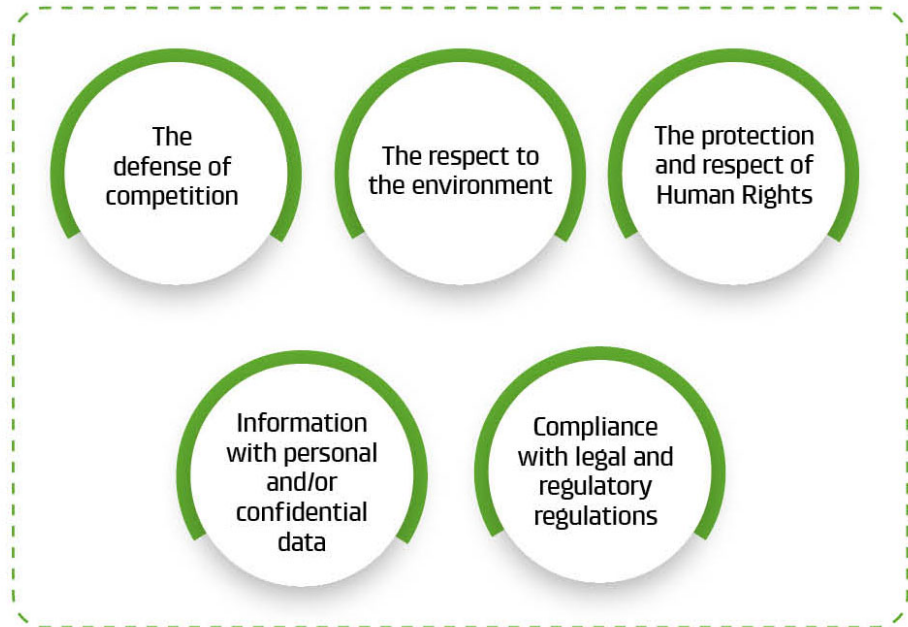 The
defense of
competition
The respect to
the environment
The protection
and respect of
Human Rights
Information
with personal
and/or
confidential
data
Compliance
with legal and
regulatory
regulations